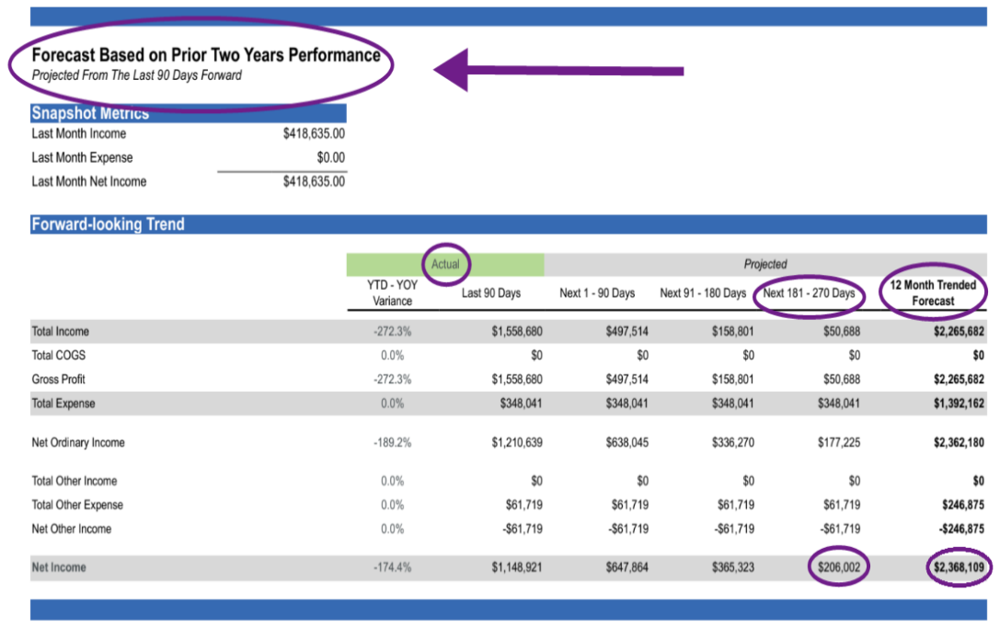 Forecast Based on Prior Two Years Performance
Projected From The Last 90 Days Forward
Snapshot Metrics
Last Month Income $418,635.00
Last Month Expense $0.00
Last Month Net Income $418,635.00
Forward-looking Trend
Actual Projected
YTD - YOY Variance Last 90 Days Next 1 - 90 Days Next 91 - 180 Days Next 181 - 270 Days 12 Month Trended Forecast
Total Income -272.3% $1,558,680 $497,514 $158,801 $50,688 $2,265,682
Total COGS 0.0% $0 $0 $0 $0 $0
Gross Profit -272.3% $1,558,680 $497,514 $158,801 $50,688 $2,265,682
Total Expense 0.0% $348,041 $348,041 $348,041 $348,041 $1,392,162
Net Ordinary Income -189.2% $1,210,639 $638,045 $336,270 $177,225 $2,362,180
Total Other Income 0.0% $0 $0 $0 $0 $0
Total Other Expense 0.0% $61,719 $61,719 $61,719 $61,719 $246,875
Net Other Income 0.0% -$61,719 -$61,719 -$61,719 -$61,719 -$246,875
Net Income -174.4% $1,148,921 $647,864 $365,323 $206,002 $2,368,109